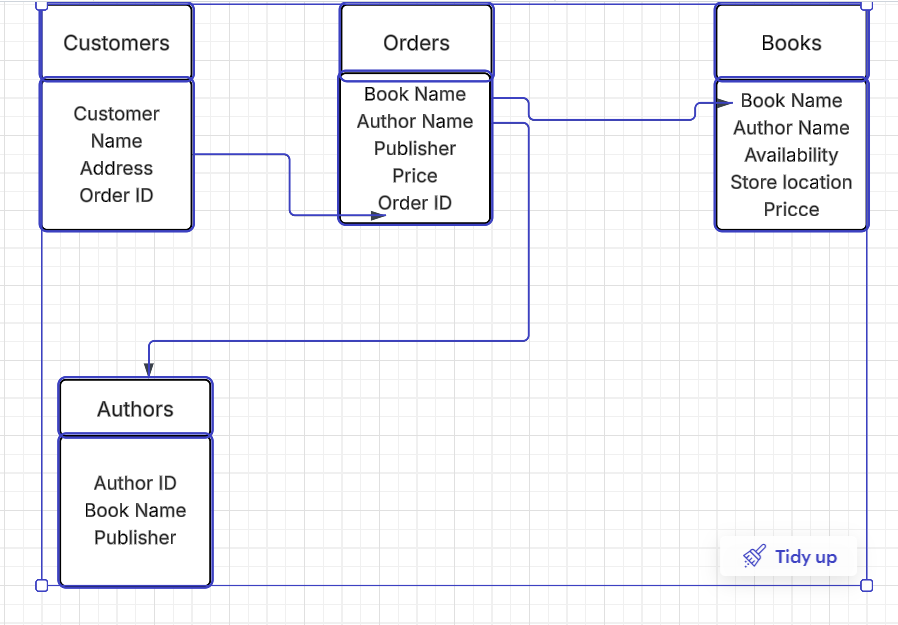 Customers
Customer
Name
Address
Order ID
Orders
Book Name
Author Name
Publisher
Price
Order ID
Books
Book Name
Author Name
Availability
Store location
Pricce
Authors
Author ID
Book Name
Publisher
Tidy up